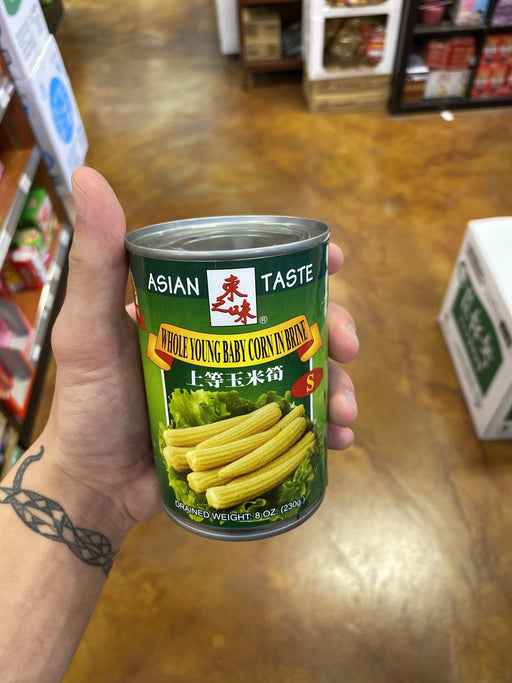 ASIAN TASTE
東之味®
WHOLE YOUNG BABY CORN IN BRINE
上等玉米筍
S
DRAINED WEIGHT: 8 OZ. (230g)